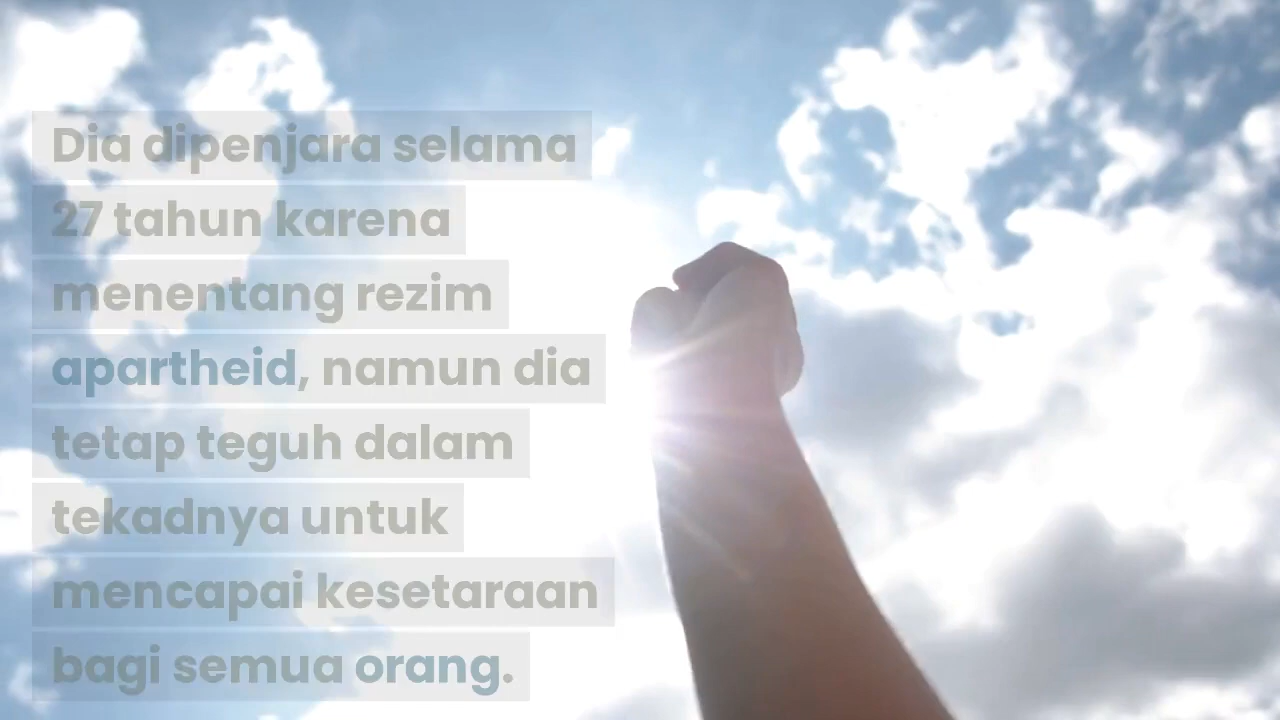 Dia dipenjara selama
27 tahun karena
menentang rezim
apartheid, namun dia
tetap teguh dalam
tekadnya untuk
mencapai kesetaraan
bagi semua orang.